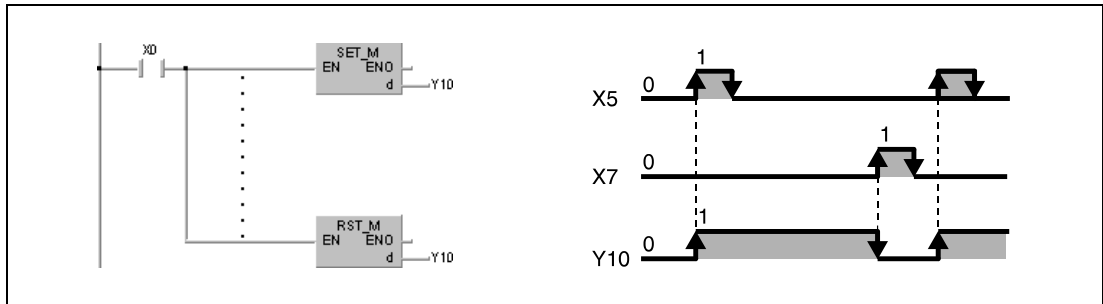 X0
SET_M
EN ENO
d Y10
RST_M
EN ENO
d Y10
1
X5 0
1
X7 0
1
Y10 0